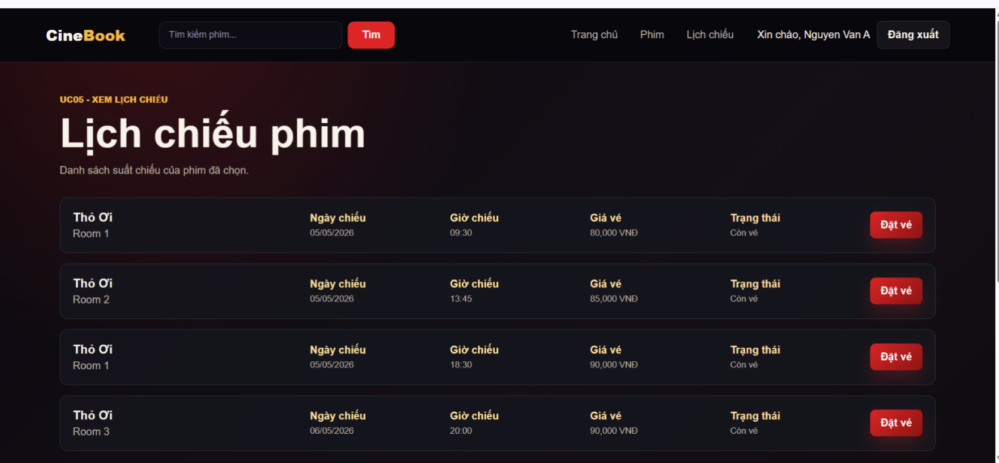 CineBook Tìm kiếm phim... Tìm Trang chủ Phim Lịch chiếu Xin chào, Nguyen Van A Đăng xuất
UC05 - XEM LỊCH CHIẾU
Lịch chiếu phim
Danh sách suất chiếu của phim đã chọn.
Thỏ Ơi Ngày chiếu Giờ chiếu Giá vé Trạng thái Đặt vé
Room 1 05/05/2026 09:30 80,000 VNĐ Còn vé
Thỏ Ơi Ngày chiếu Giờ chiếu Giá vé Trạng thái Đặt vé
Room 2 05/05/2026 13:45 85,000 VNĐ Còn vé
Thỏ Ơi Ngày chiếu Giờ chiếu Giá vé Trạng thái Đặt vé
Room 1 05/05/2026 18:30 90,000 VNĐ Còn vé
Thỏ Ơi Ngày chiếu Giờ chiếu Giá vé Trạng thái Đặt vé
Room 3 06/05/2026 20:00 90,000 VNĐ Còn vé